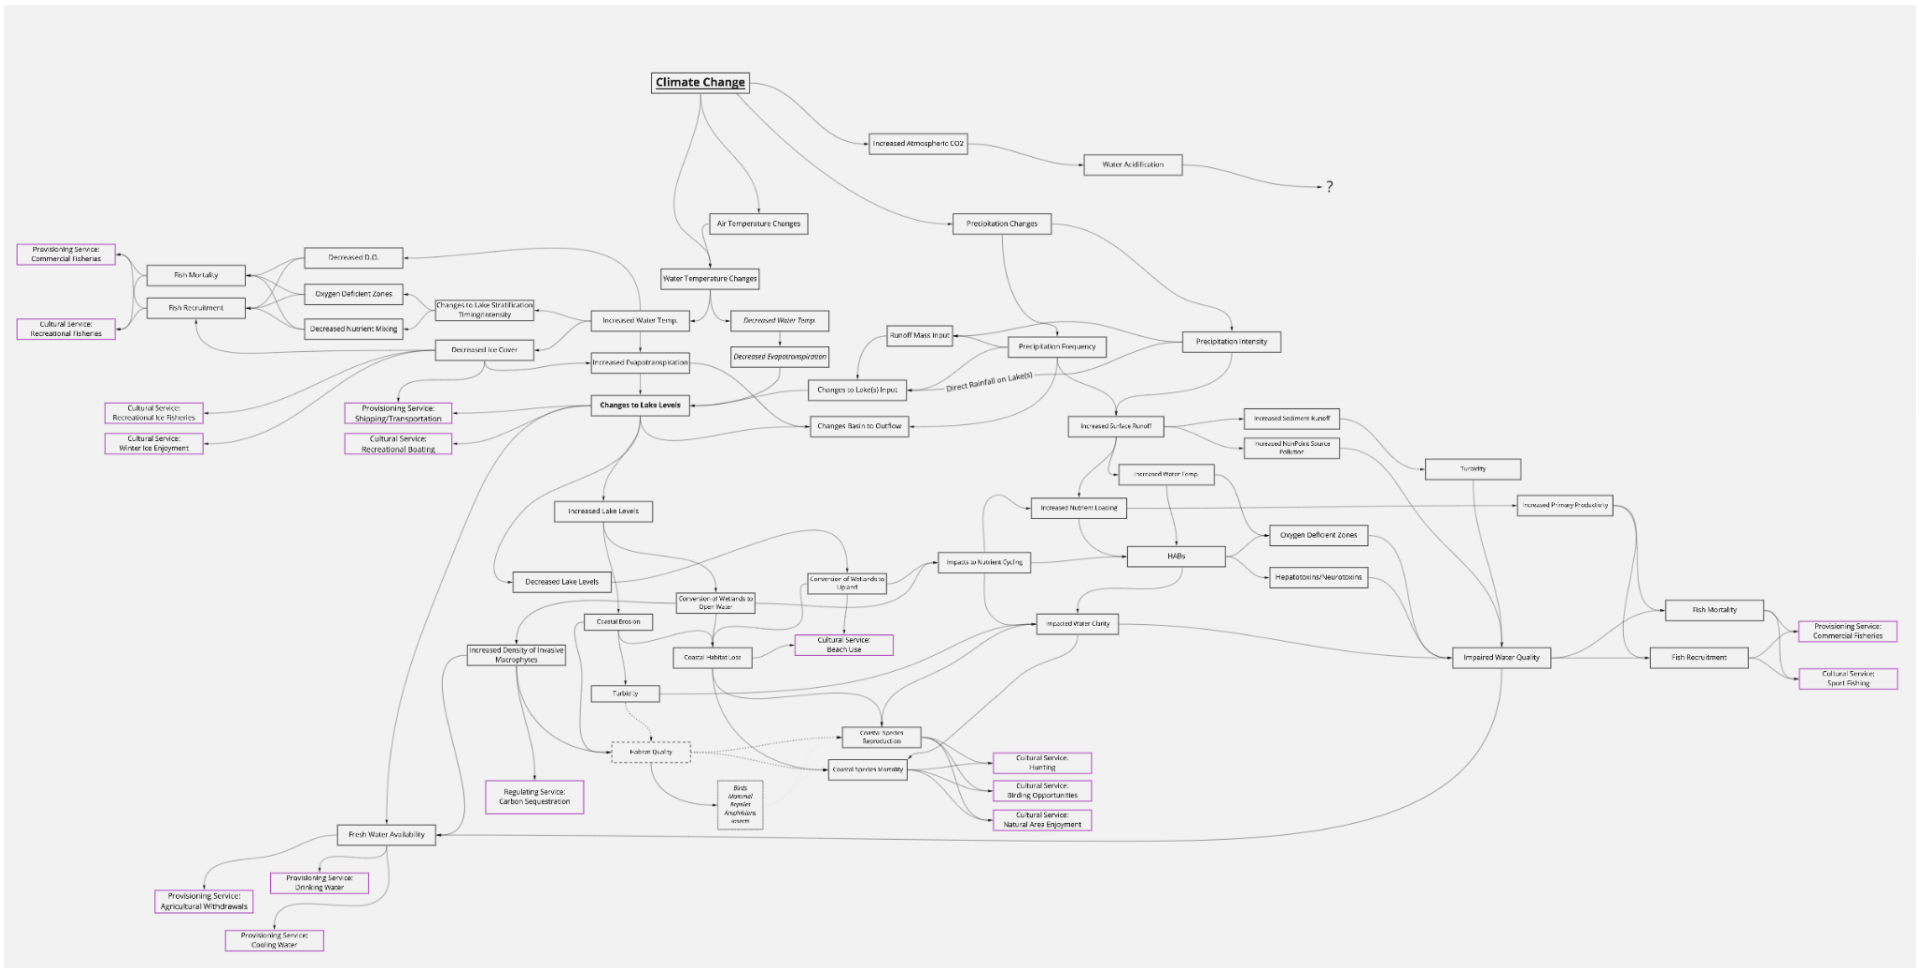 Climate Change
Increased Atmospheric CO2
Water Acidification
?
Air Temperature Changes
Precipitation Changes
Provisioning Service:
Commercial Fisheries
Decreased D.O.
Fish Mortality
Water Temperature Changes
Oxygen Deficient Zones
Fish Recruitment
Changes to Lake Stratification
Timing/Intensity
Cultural Service:
Recreational Fisheries
Decreased Nutrient Mixing
Increased Water Temp.
Decreased Water Temp.
Runoff Mass Input
Precipitation Frequency
Precipitation Intensity
Decreased Ice Cover
Increased Evapotranspiration
Decreased Evapotranspiration
Changes to Lake(s) Input
Direct Rainfall on Lake(s)
Cultural Service:
Recreational Ice Fisheries
Provisioning Service:
Shipping/Transportation
Changes to Lake Levels
Cultural Service:
Winter Ice Enjoyment
Cultural Service:
Recreational Boating
Changes Basin to Outflow
Increased Surface Runoff
Increased Sediment Runoff
Increased NonPoint Source
Pollution
Turbidity
Increased Water Temp.
Increased Lake Levels
Increased Nutrient Loading
Increased Primary Productivity
Oxygen Deficient Zones
HABs
Impacts to Nutrient Cycling
Hepatotoxins/Neurotoxins
Decreased Lake Levels
Conversion of Wetlands to
Upland
Conversion of Wetlands to
Open Water
Coastal Erosion
Impacted Water Clarity
Fish Mortality
Provisioning Service:
Commercial Fisheries
Increased Density of Invasive
Macrophytes
Coastal Habitat Loss
Cultural Service:
Beach Use
Impaired Water Quality
Fish Recruitment
Cultural Service:
Sport Fishing
Turbidity
Habitat Quality
Coastal Species
Reproduction
Coastal Species Mortality
Cultural Service:
Hunting
Cultural Service:
Birding Opportunities
Cultural Service:
Natural Area Enjoyment
Regulating Service:
Carbon Sequestration
Birds
Mammal
Reptiles
Amphibians
Insects
Fresh Water Availability
Provisioning Service:
Drinking Water
Provisioning Service:
Agricultural Withdrawals
Provisioning Service:
Cooling Water